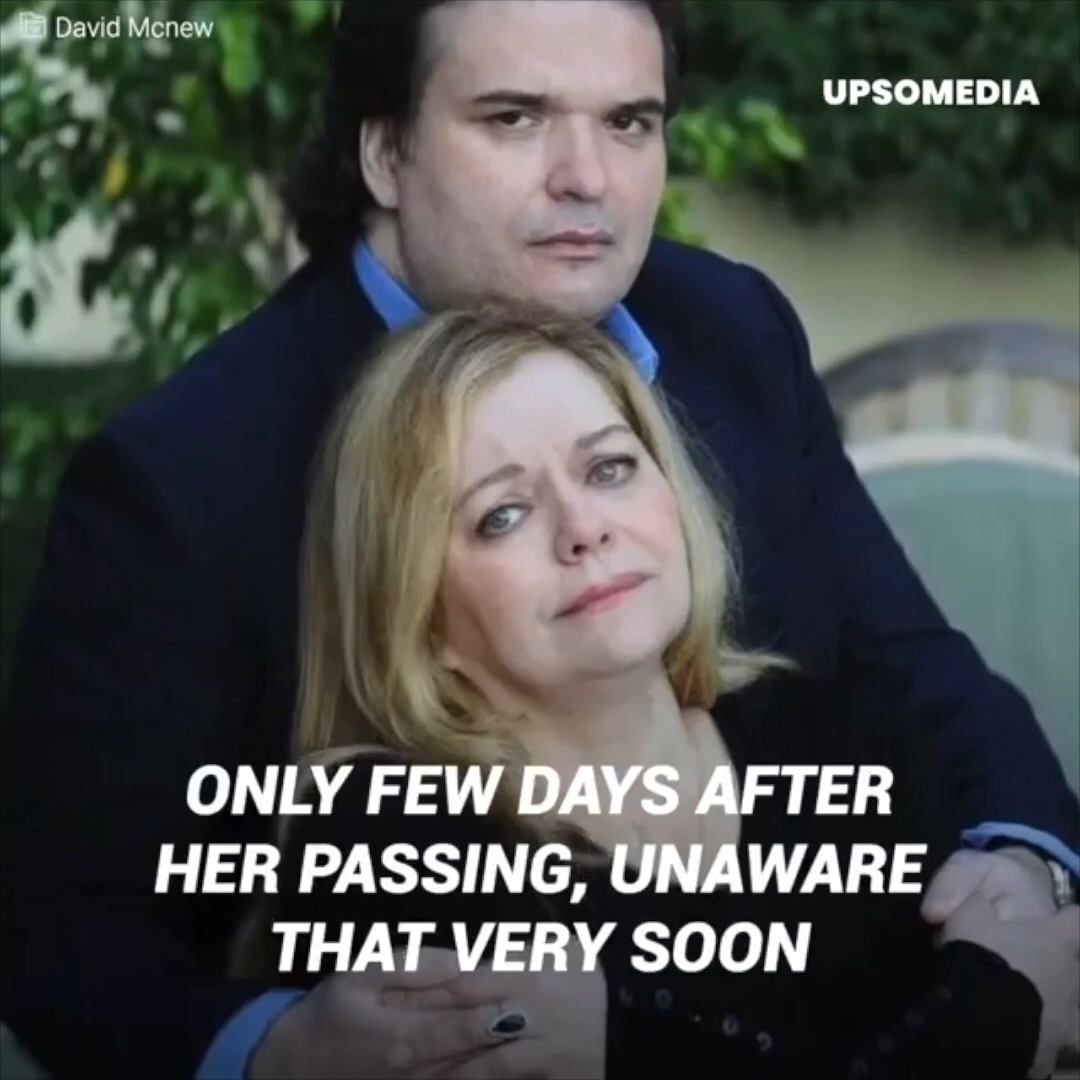 David Mcnew
UPSOMEDIA
ONLY FEW DAYS AFTER
HER PASSING, UNAWARE
THAT VERY SOON